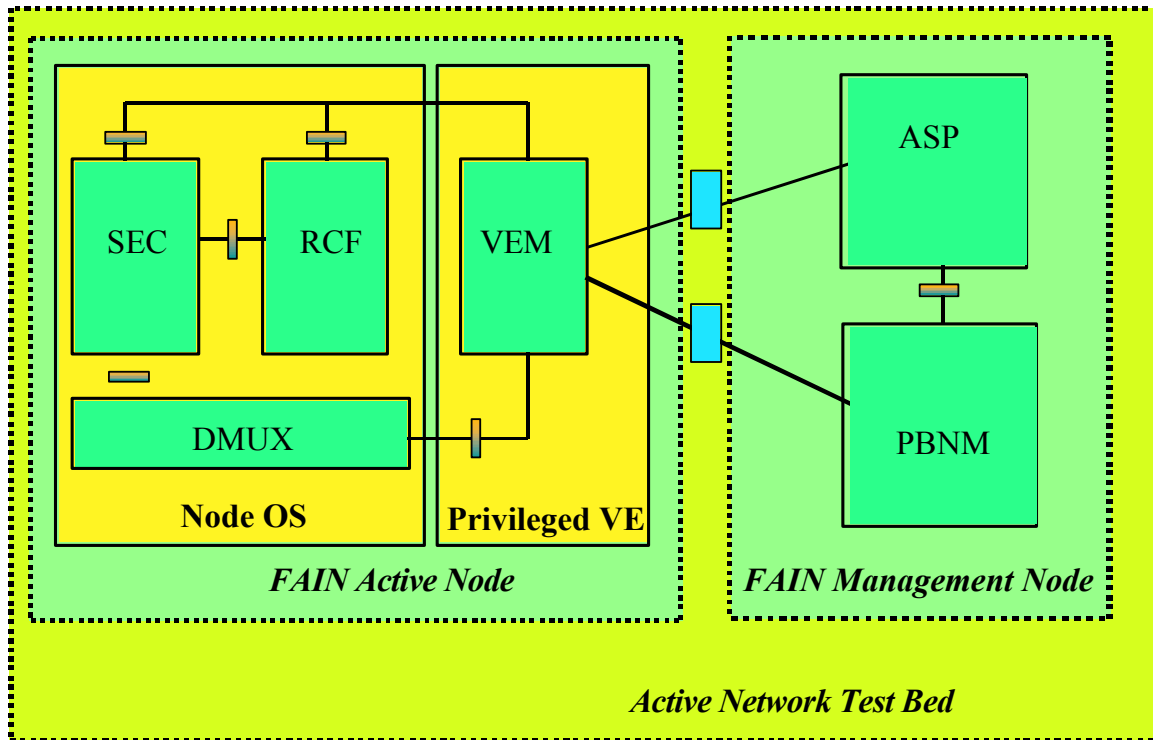 ASP
SEC
RCF
VEM
DMUX
PBNM
Node OS
Privileged VE
FAIN Active Node
FAIN Management Node
Active Network Test Bed